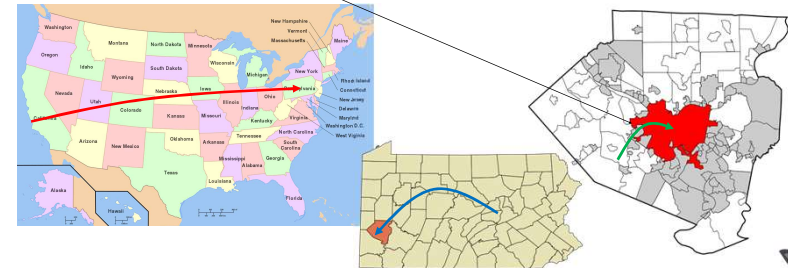 New Hampshire
Vermont
Massachusetts
Maine
Washington
Montana
North Dakota
Minnesota
Oregon
Idaho
Wyoming
South Dakota
Wisconsin
Michigan
New York
Rhode Island
Connecticut
New Jersey
Delaware
Maryland
Washington D.C.
West Virginia
Nevada
Utah
Colorado
Nebraska
Iowa
Illinois
Indiana
Ohio
Kansas
Missouri
Kentucky
Virginia
Arizona
New Mexico
Oklahoma
Arkansas
Tennessee
North Carolina
South
Carolina
Texas
Louisiana
Mississippi
Alabama
Georgia
Florida
Alaska
Hawaii